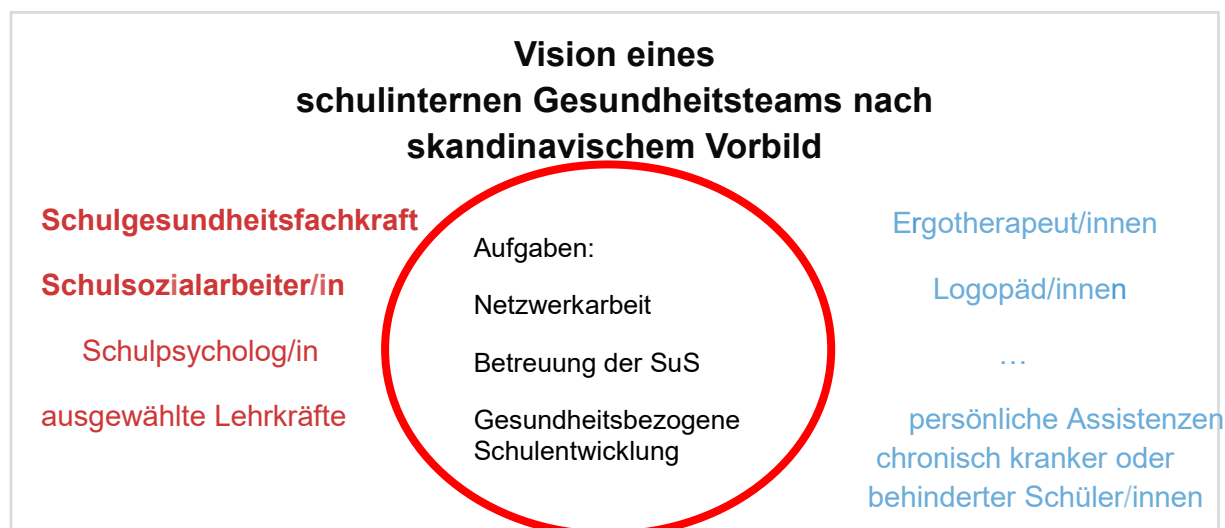 Vision eines
schulinternen Gesundheitsteams nach
skandinavischem Vorbild
Schulgesundheitsfachkraft
Schulsozialarbeiter/in
Schulpsycholog/in
ausgewählte Lehrkräfte
Aufgaben:
Netzwerkarbeit
Betreuung der SuS
Gesundheitsbezogene
Schulentwicklung
Ergotherapeut/innen
Logopäd/innen
…
persönliche Assistenzen
chronisch kranker oder
behinderter Schüler/innen